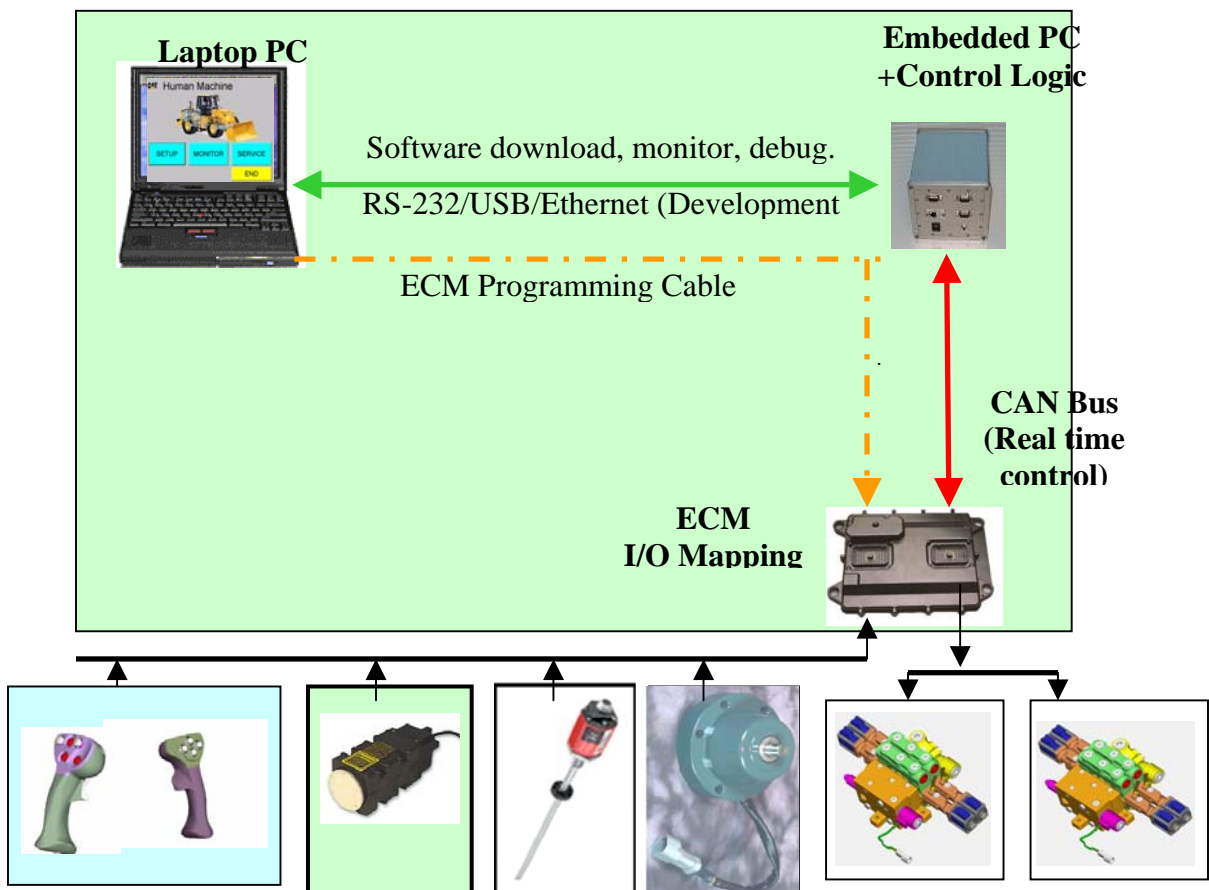 Laptop PC
Embedded PC
+Control Logic
Human Machine
SETUP MONITOR SERVICE
END
Software download, monitor, debug.
RS-232/USB/Ethernet (Development
ECM Programming Cable
.
CAN Bus
(Real time
control)
ECM
I/O Mapping